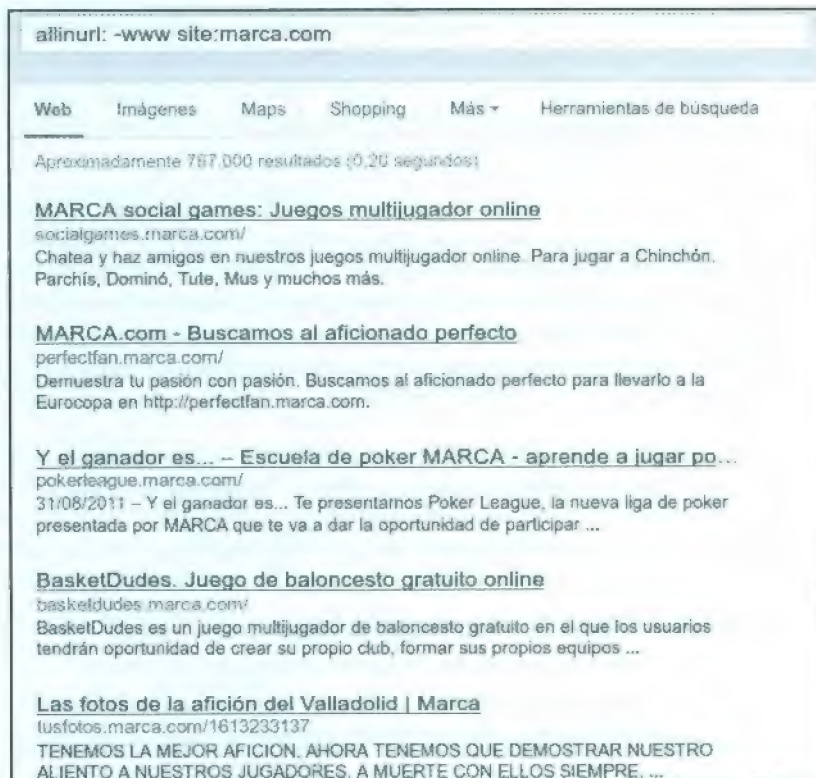 allinurl: -www site:marca.com
Web Imágenes Maps Shopping Más Herramientas de búsqueda
Aproximadamente 767.000 resultados (0,20 segundos)
MARCA social games: Juegos multijugador online
socialgames.marca.com/
Chatea y haz amigos en nuestros juegos multijugador online. Para jugar a Chinchón,
Parchís, Dominó, Tute, Mus y muchos más.
MARCA.com - Buscamos al aficionado perfecto
perfectfan.marca.com/
Demuestra tu pasión con pasión. Buscamos al aficionado perfecto para llevarlo a la
Eurocopa en http://perfectfan.marca.com.
Y el ganador es... – Escuela de poker MARCA - aprende a jugar po...
pokerleague.marca.com/
31/08/2011 – Y el ganador es... Te presentamos Poker League, la nueva liga de poker
presentada por MARCA que te va a dar la oportunidad de participar ...
BasketDudes. Juego de baloncesto gratuito online
basketdudes.marca.com/
BasketDudes es un juego multijugador de baloncesto gratuito en el que los usuarios
tendrán oportunidad de crear su propio club, formar sus propios equipos ...
Las fotos de la afición del Valladolid | Marca
tusfotos.marca.com/1613233137
TENEMOS LA MEJOR AFICION. AHORA TENEMOS QUE DEMOSTRAR NUESTRO
ALIENTO A NUESTROS JUGADORES. A MUERTE CON ELLOS SIEMPRE. ...